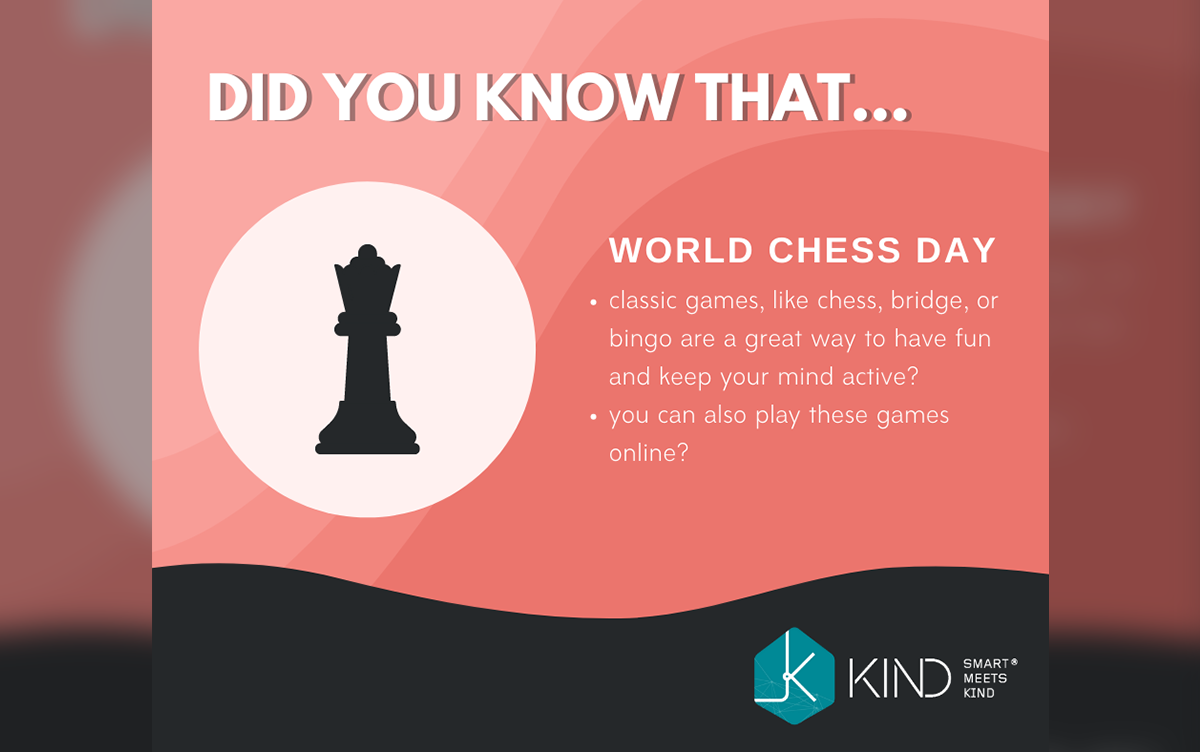 DID YOU KNOW THAT...
WORLD CHESS DAY
• classic games, like chess, bridge, or
bingo are a great way to have fun
and keep your mind active?
• you can also play these games
online?
K
KIND
SMART®
MEETS
KIND